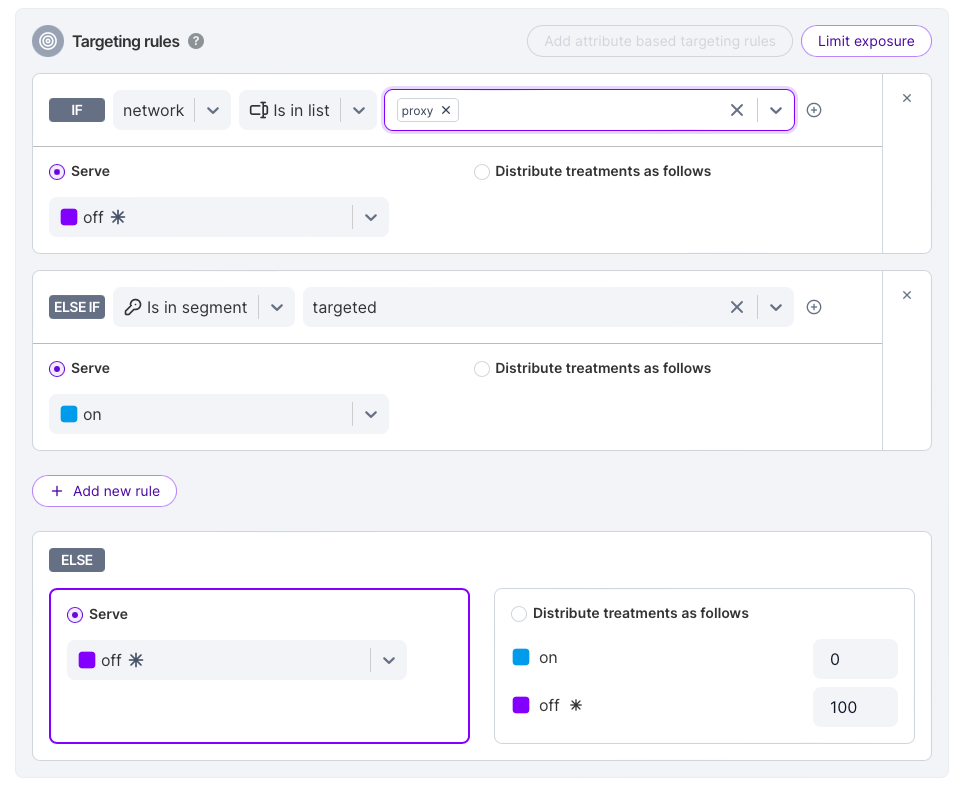 Targeting rules ?
Add attribute based targeting rules
Limit exposure
IF network Is in list proxy
Serve
Distribute treatments as follows
off
ELSE IF Is in segment targeted
Serve
Distribute treatments as follows
on
Add new rule
ELSE
Serve
off
Distribute treatments as follows
on 0
off 100